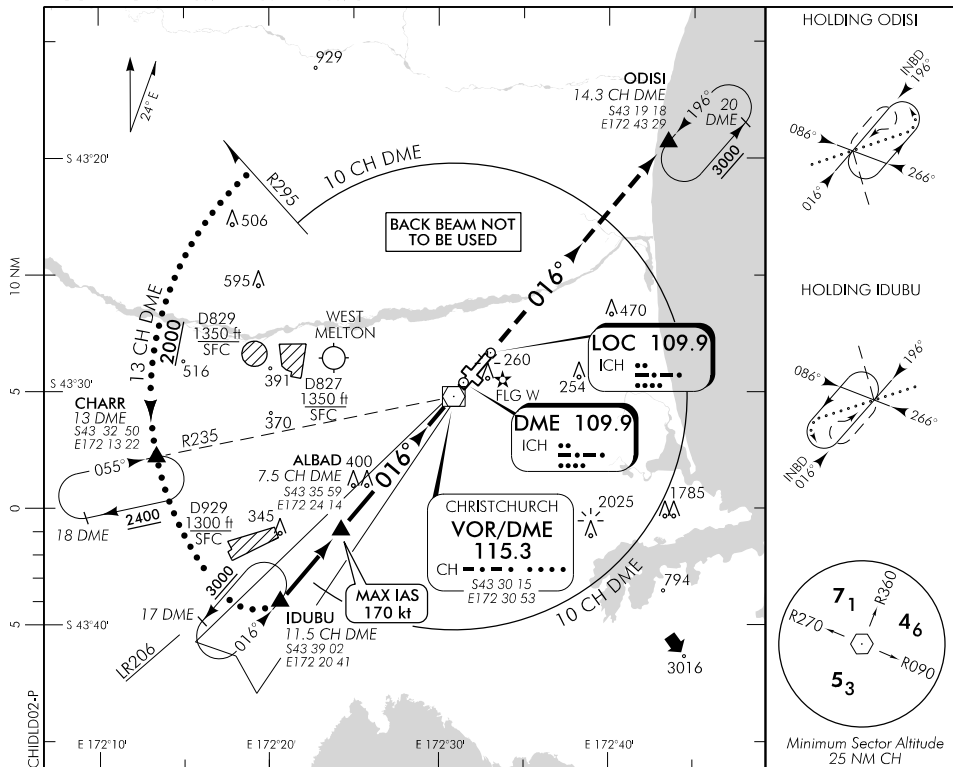 929
ODISI
14.3 CH DME
S43 19 18
E172 43 29
196°
20
DME
3000
24° E
S 43°20'
R295
10 CH DME
506
BACK BEAM NOT
TO BE USED
016°
10 NM
595
13 CH DME
2000
D829
1350 ft
SFC
WEST
MELTON
470
LOC 109.9
ICH
516
391
D827
1350 ft
SFC
260
254
FLG W
5
S 43°30'
CHARR
13 DME
S43 32 50
E172 13 22
370
R235
DME 109.9
ICH
055°
ALBAD
7.5 CH DME
S43 35 59
E172 24 14
400
016°
18 DME
2400
0
D929
1300 ft
SFC
345
CHRISTCHURCH
VOR/DME
115.3
CH
S43 30 15
E172 30 53
2025
1785
3000
17 DME
MAX IAS
170 kt
10 CH DME
794
5
S 43°40'
016°
IDUBU
11.5 CH DME
S43 39 02
E172 20 41
LR206
3016
CHIDLD02-P
E 172°10'
E 172°20'
E 172°30'
E 172°40'
HOLDING ODISI
INBD
196°
086°
266°
016°
HOLDING IDUBU
196°
086°
266°
INBD
016°
71
R360
R270
46
R090
53
Minimum Sector Altitude
25 NM CH